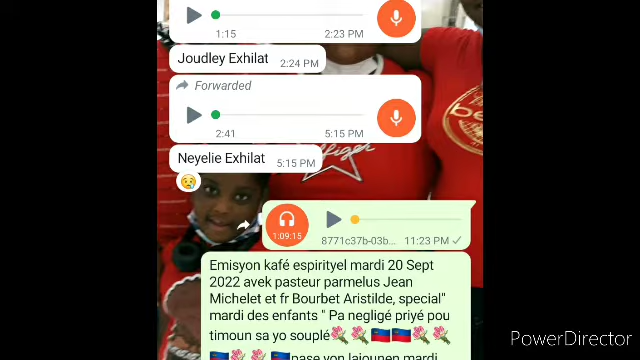 1:15 2:23 PM
Joudley Exhilat 2:24 PM
Forwarded
2:41 5:15 PM
Neyelie Exhilat 5:15 PM
1:09:15 8771c37b-03b... 11:23 PM
Emisyon kafé espirityel mardi 20 Sept
2022 avek pasteur parmelus Jean
Michelet et fr Bourbet Aristilde, special"
mardi des enfants " Pa negligé priyé pou
timoun sa yo souplé💐💐🇭🇹🇭🇹💐💐
🇭🇹💐💐🇭🇹pase yon lajounen mardi
PowerDirector